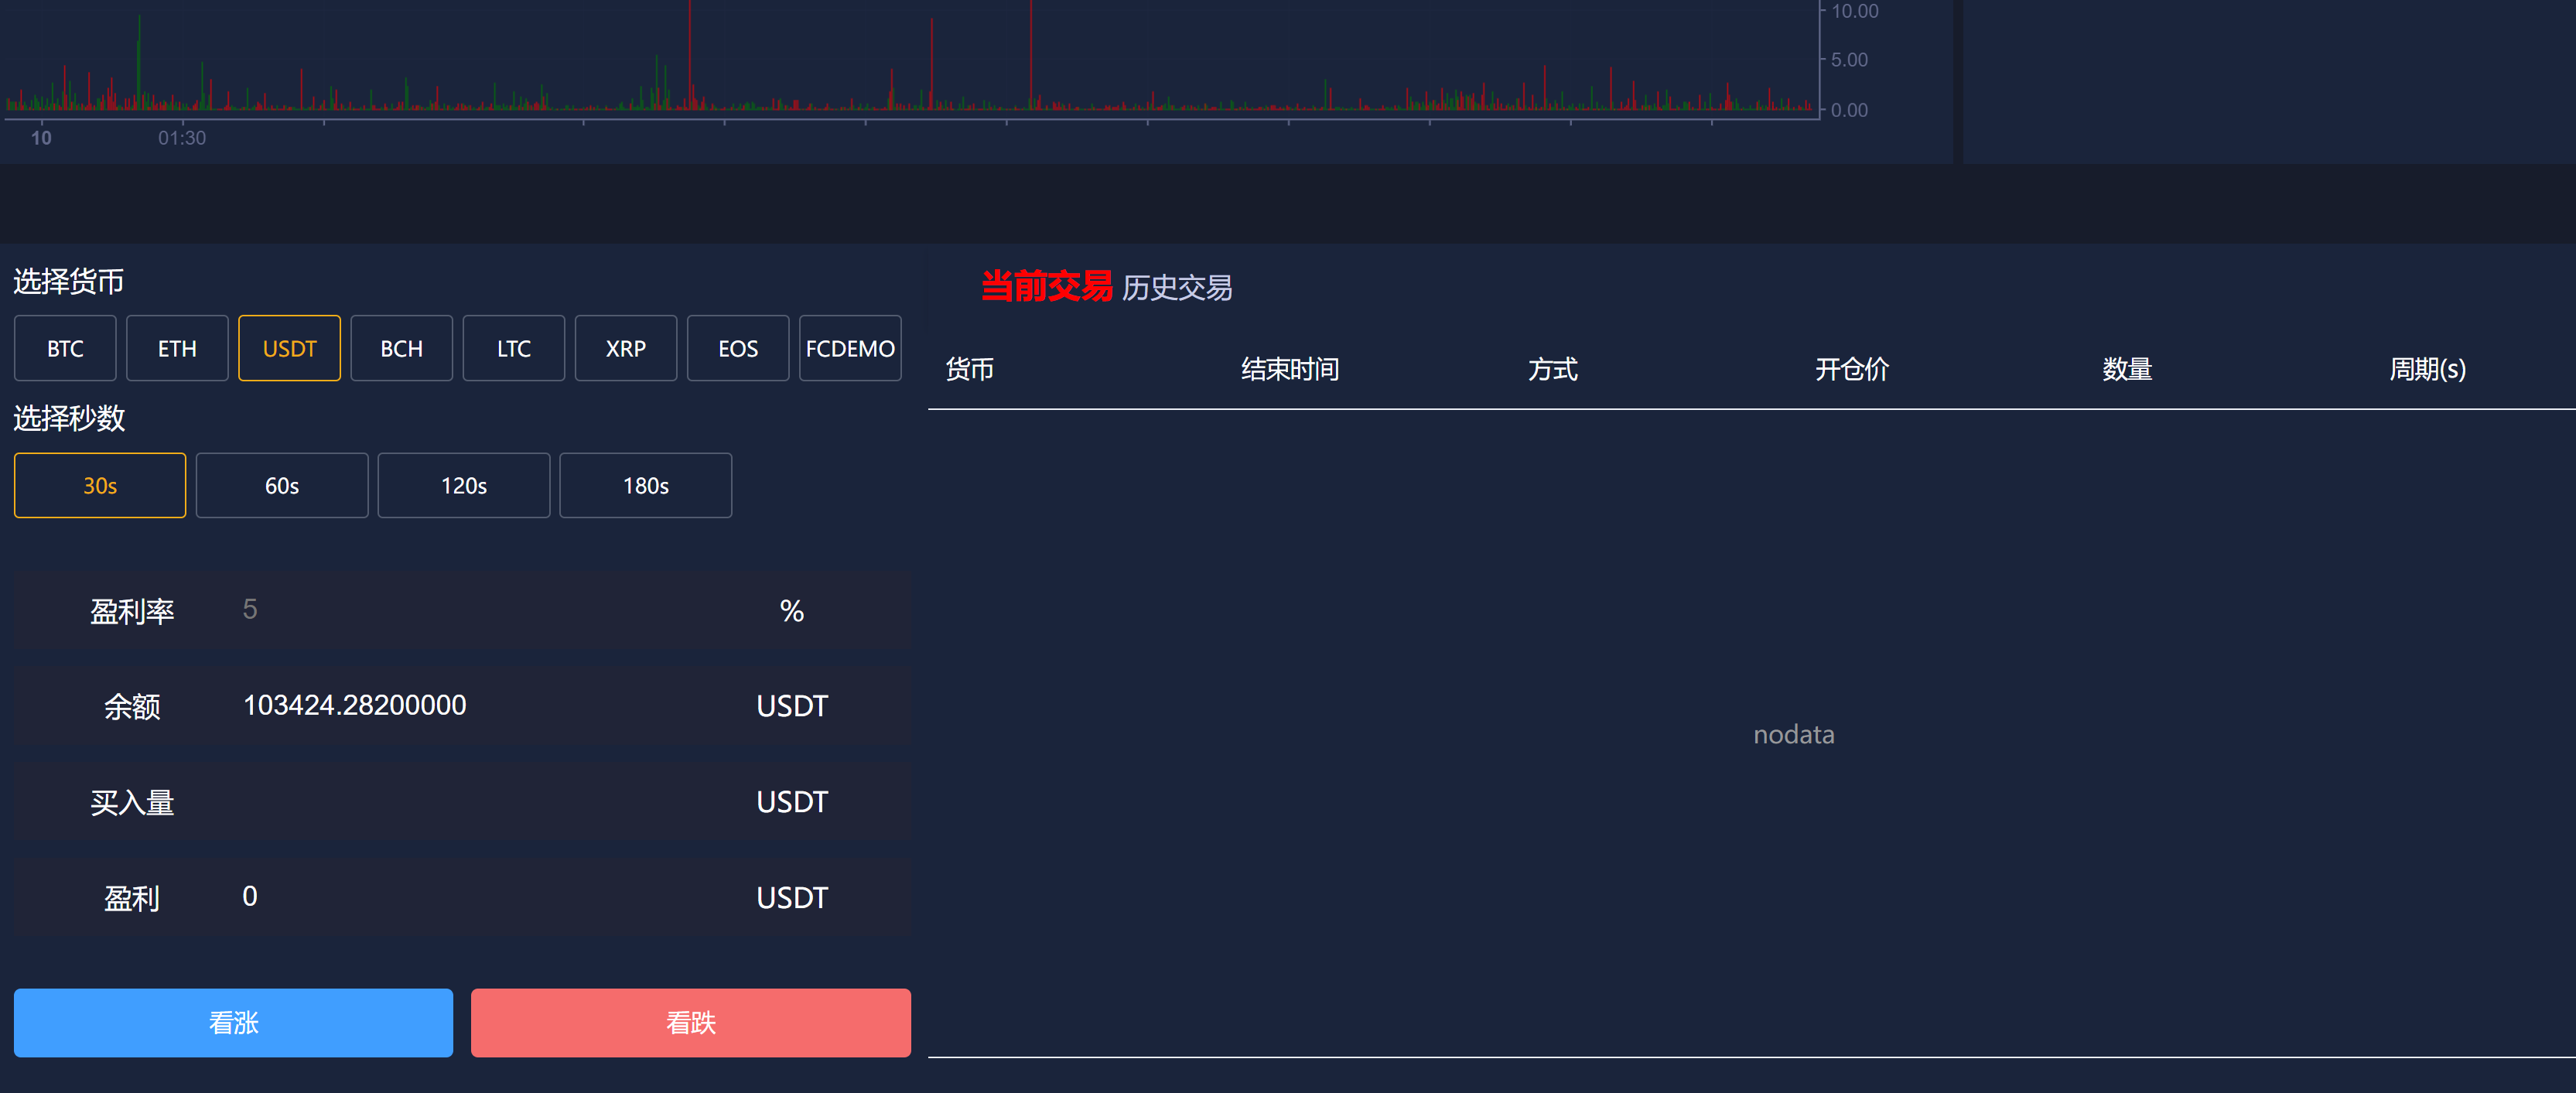 10.00
5.00
0.00
10 01:30
选择货币
BTC ETH USDT BCH LTC XRP EOS FCDEMO
选择秒数
30s 60s 120s 180s
盈利率 5 %
余额 103424.28200000 USDT
买入量 USDT
盈利 0 USDT
看涨 看跌
当前交易 历史交易
货币 结束时间 方式 开仓价 数量 周期(s)
nodata